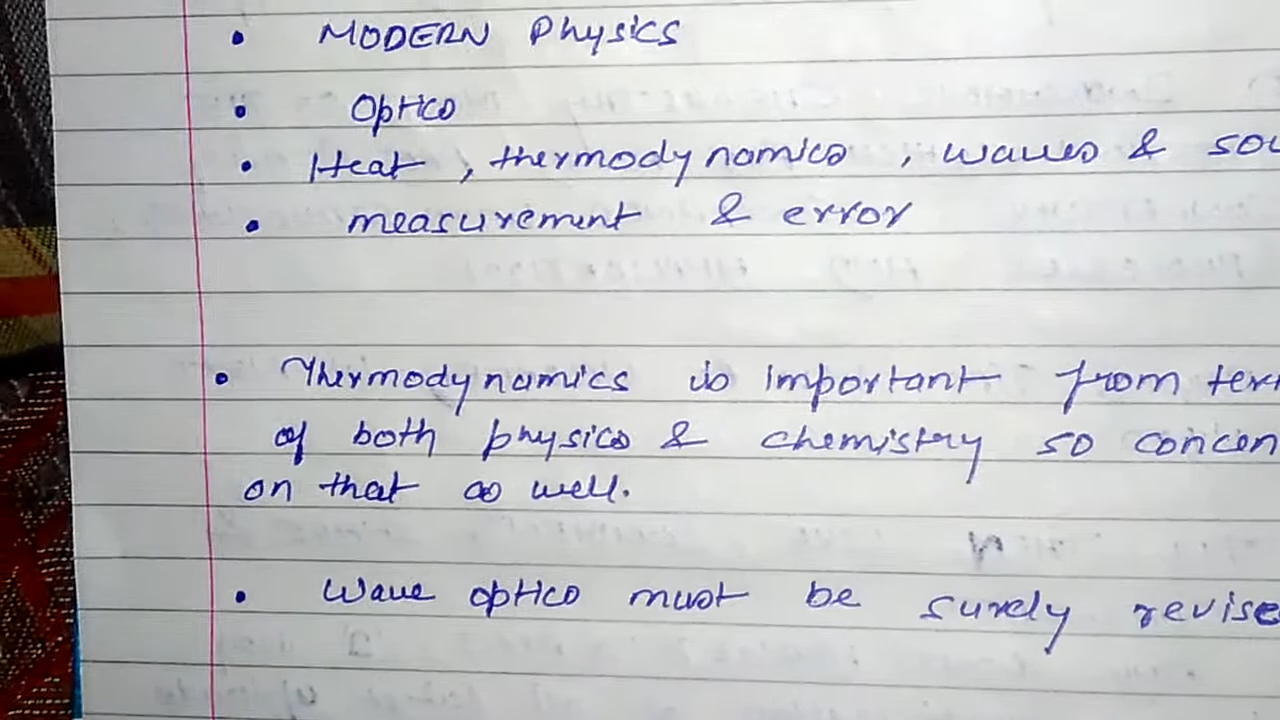 • MODERN Physics
• Optics
• Heat, thermodynamics, waves & sou
• measurement & error
• Thermodynamics is important from ter
of both physics & chemistry so concen
on that as well.
• Wave optics must be surely revise